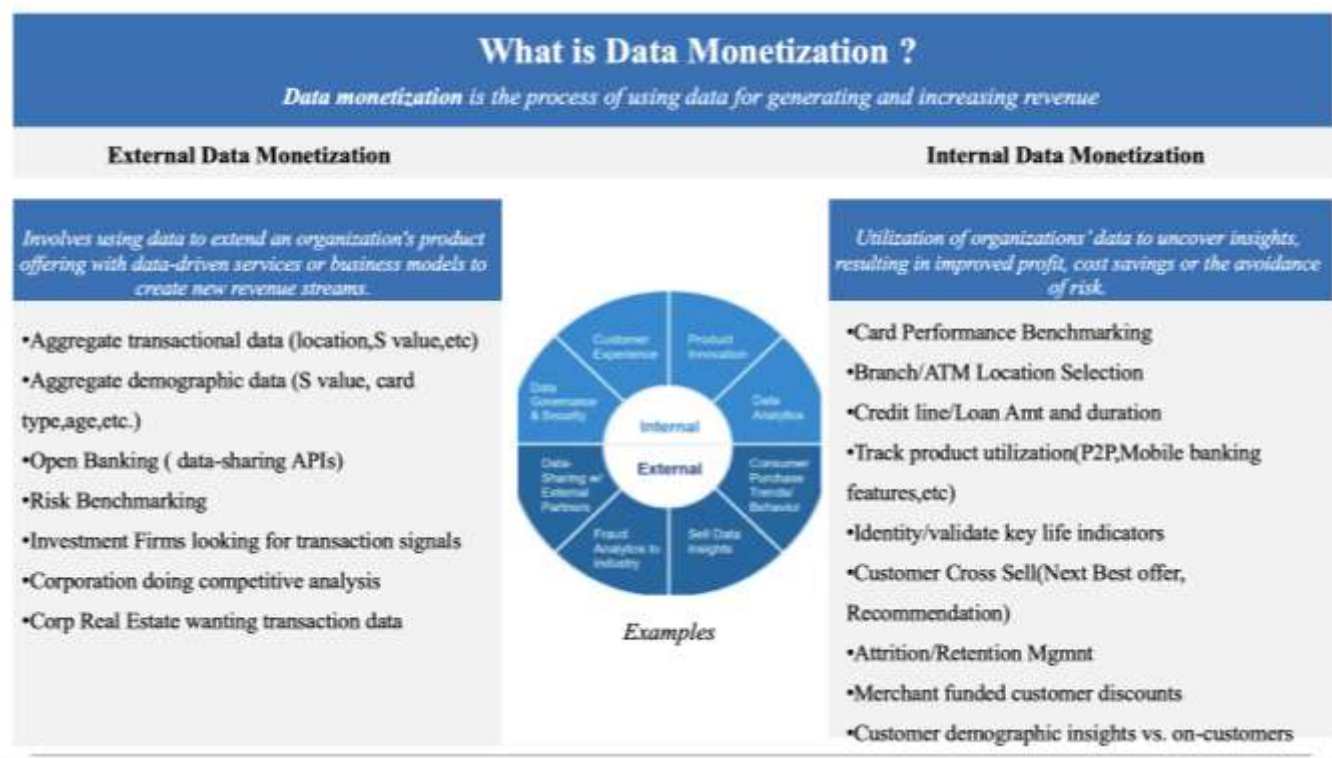 What is Data Monetization ?
Data monetization is the process of using data for generating and increasing revenue
External Data Monetization
Internal Data Monetization
Involves using data to extend an organization's product
offering with data-driven services or business models to
create new revenue streams.
•Aggregate transactional data (location,S value,etc)
•Aggregate demographic data (S value, card
type,age,etc.)
•Open Banking ( data-sharing APIs)
•Risk Benchmarking
•Investment Firms looking for transaction signals
•Corporation doing competitive analysis
•Corp Real Estate wanting transaction data
Customer
Experience
Product
Innovation
Data
Governance
& Security
Data
Analytics
Internal
External
Data-
Sharing w/
External
Partners
Consumer
Purchase
Trends/
Behavior
Fraud
Analytics to
Industry
Sell Data
Insights
Examples
Utilization of organizations' data to uncover insights,
resulting in improved profit, cost savings or the avoidance
of risk.
•Card Performance Benchmarking
•Branch/ATM Location Selection
•Credit line/Loan Amt and duration
•Track product utilization(P2P,Mobile banking
features,etc)
•Identity/validate key life indicators
•Customer Cross Sell(Next Best offer,
Recommendation)
•Attrition/Retention Mgmnt
•Merchant funded customer discounts
•Customer demographic insights vs. on-customers